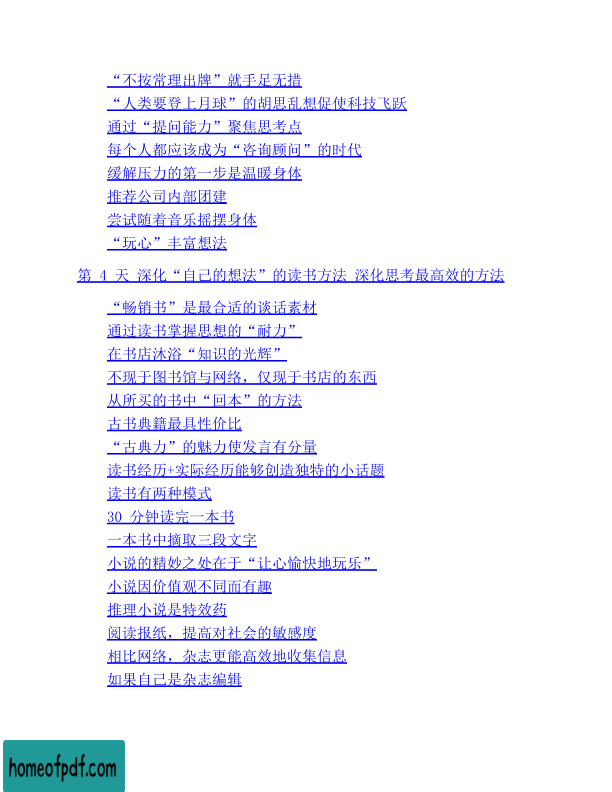 “不按常理出牌”就手足无措
“人类要登上月球”的胡思乱想促使科技飞跃
通过“提问能力”聚焦思考点
每个人都应该成为“咨询顾问”的时代
缓解压力的第一步是温暖身体
推荐公司内部团建
尝试随着音乐摇摆身体
“玩心”丰富想法
第 4 天 深化“自己的想法”的读书方法 深化思考最高效的方法
“畅销书”是最合适的谈话素材
通过读书掌握思想的“耐力”
在书店沐浴“知识的光辉”
不现于图书馆与网络，仅现于书店的东西
从所买的书中“回本”的方法
古书典籍最具性价比
“古典力”的魅力使发言有分量
读书经历+实际经历能够创造独特的小话题
读书有两种模式
30 分钟读完一本书
一本书中摘取三段文字
小说的精妙之处在于“让心愉快地玩乐”
小说因价值观不同而有趣
推理小说是特效药
阅读报纸，提高对社会的敏感度
相比网络，杂志更能高效地收集信息
如果自己是杂志编辑
homeofpdf.com